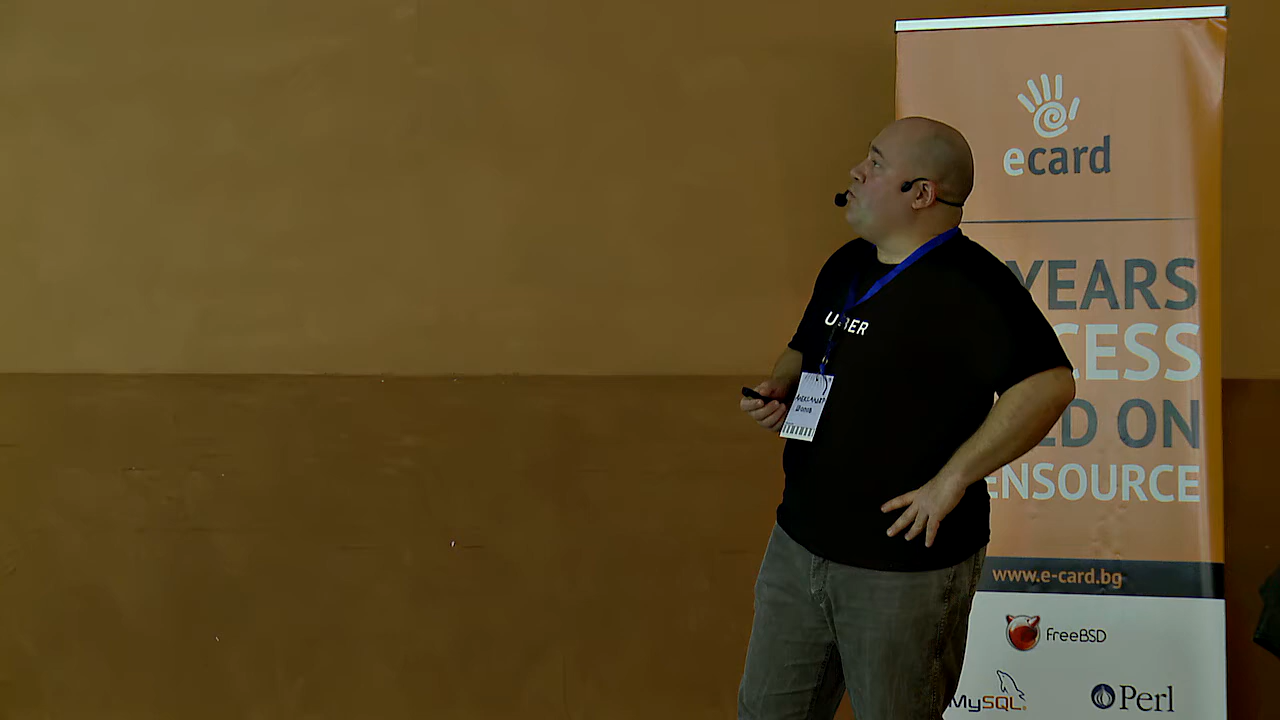 ecard
YEARS
CESS
ON
ENSOURCE
www.e-card.bg
FreeBSD
MySQL
Perl
UBER